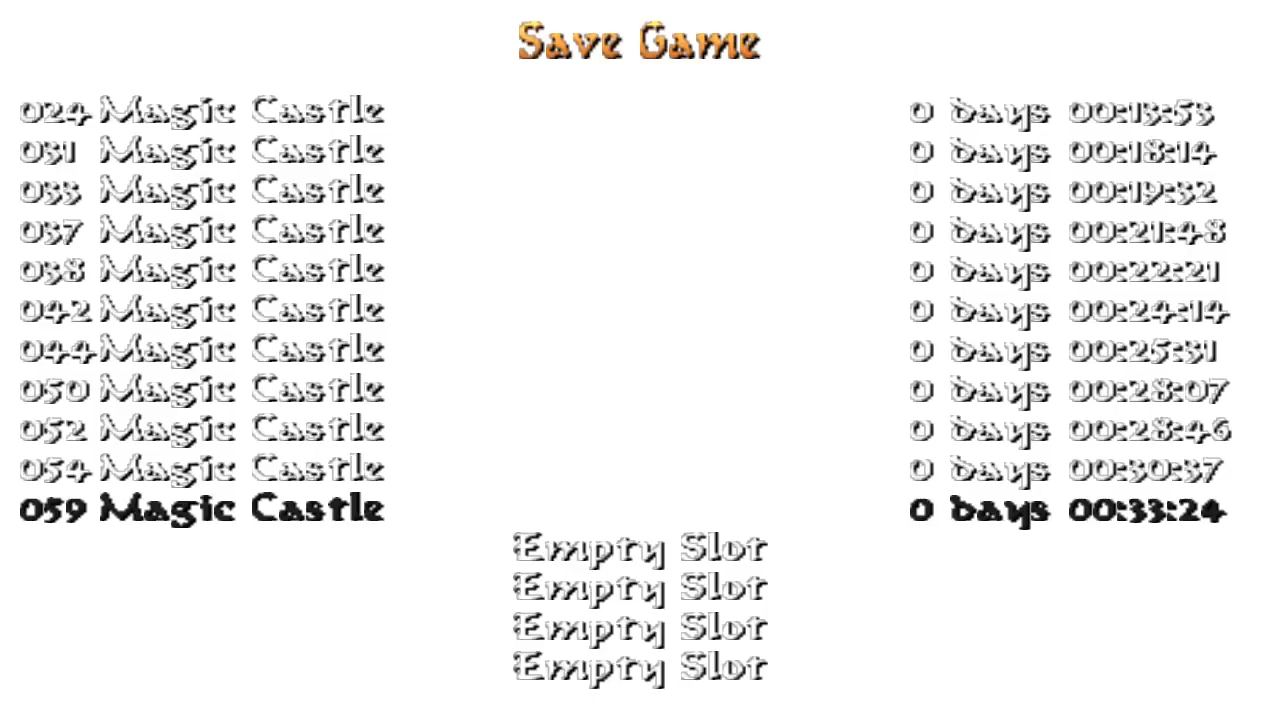 Save Game
024 Magic Castle 0 days 00:13:53
031 Magic Castle 0 days 00:18:14
033 Magic Castle 0 days 00:19:32
037 Magic Castle 0 days 00:21:48
038 Magic Castle 0 days 00:22:21
042 Magic Castle 0 days 00:24:14
044 Magic Castle 0 days 00:25:31
050 Magic Castle 0 days 00:28:07
052 Magic Castle 0 days 00:28:46
054 Magic Castle 0 days 00:30:37
059 Magic Castle 0 days 00:33:24
Empty Slot
Empty Slot
Empty Slot
Empty Slot